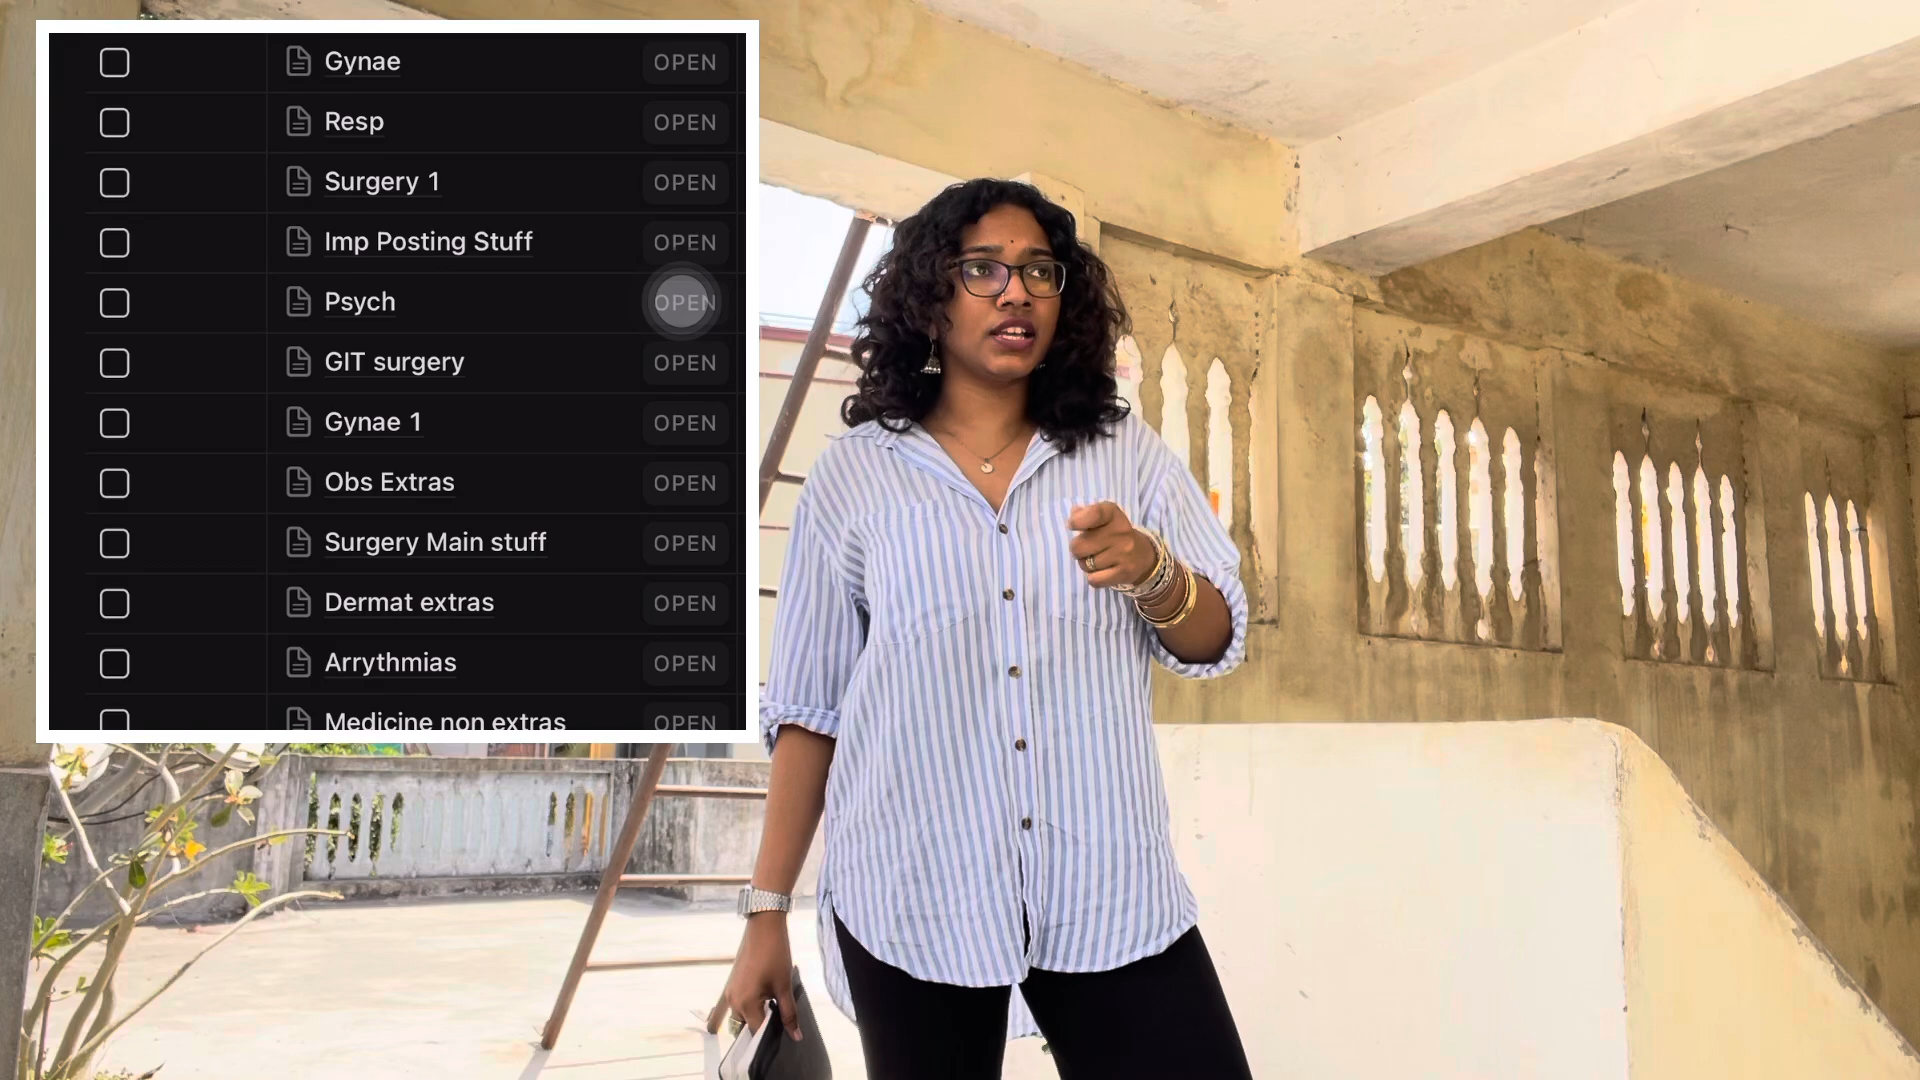 Gynae OPEN
Resp OPEN
Surgery 1 OPEN
Imp Posting Stuff OPEN
Psych OPEN
GIT surgery OPEN
Gynae 1 OPEN
Obs Extras OPEN
Surgery Main stuff OPEN
Dermat extras OPEN
Arrythmias OPEN
Medicine non extras OPEN